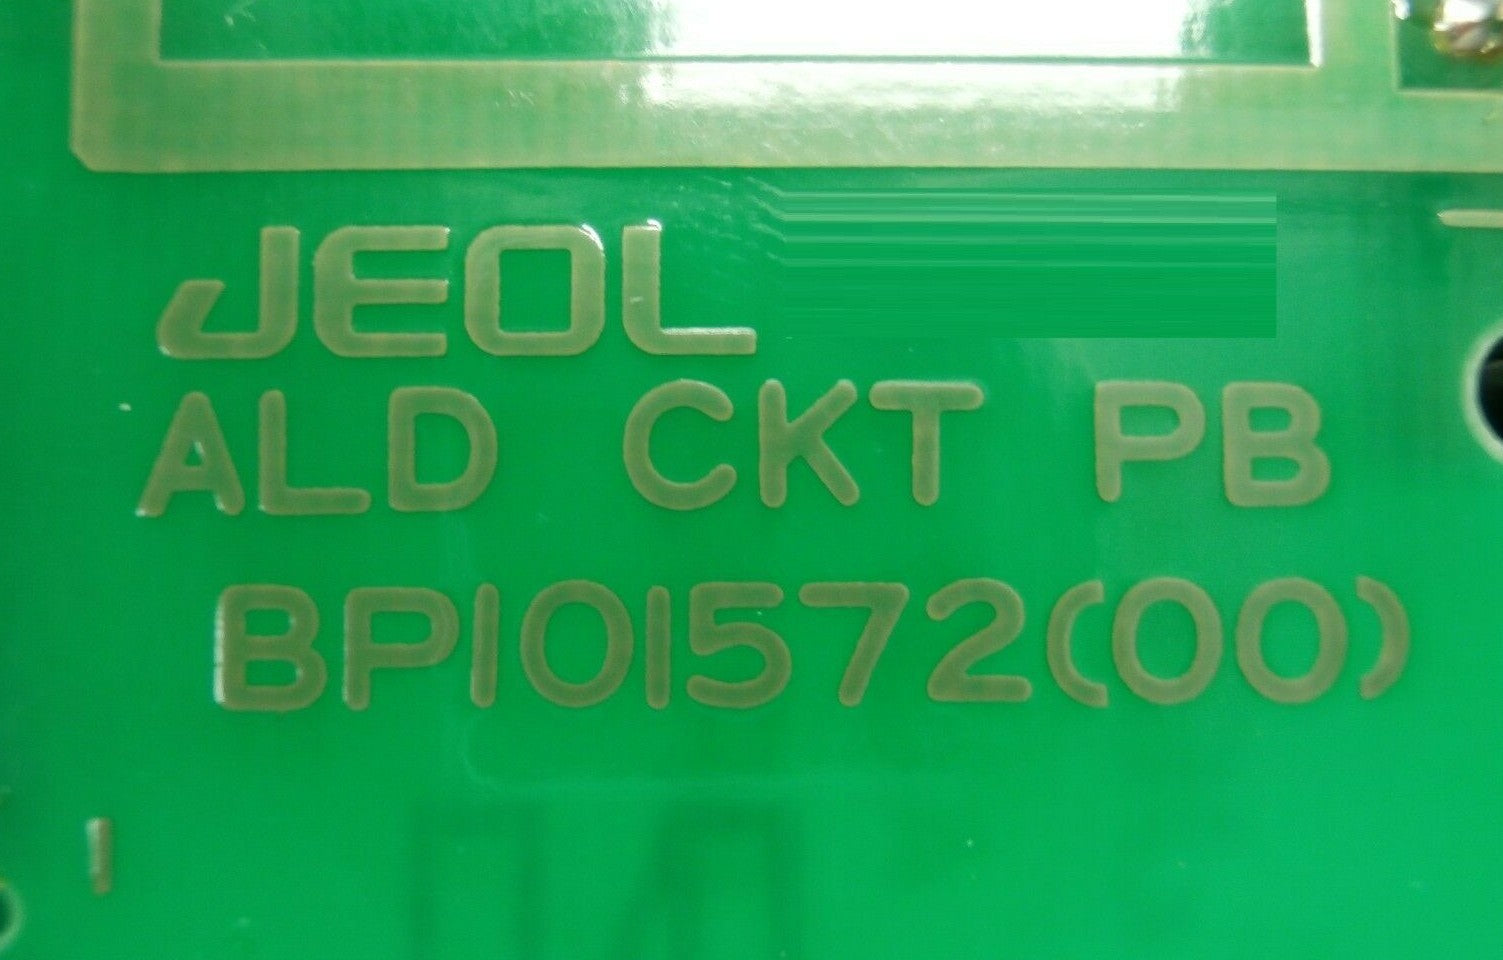 JEOL
ALD CKT PB
BP101572(00)